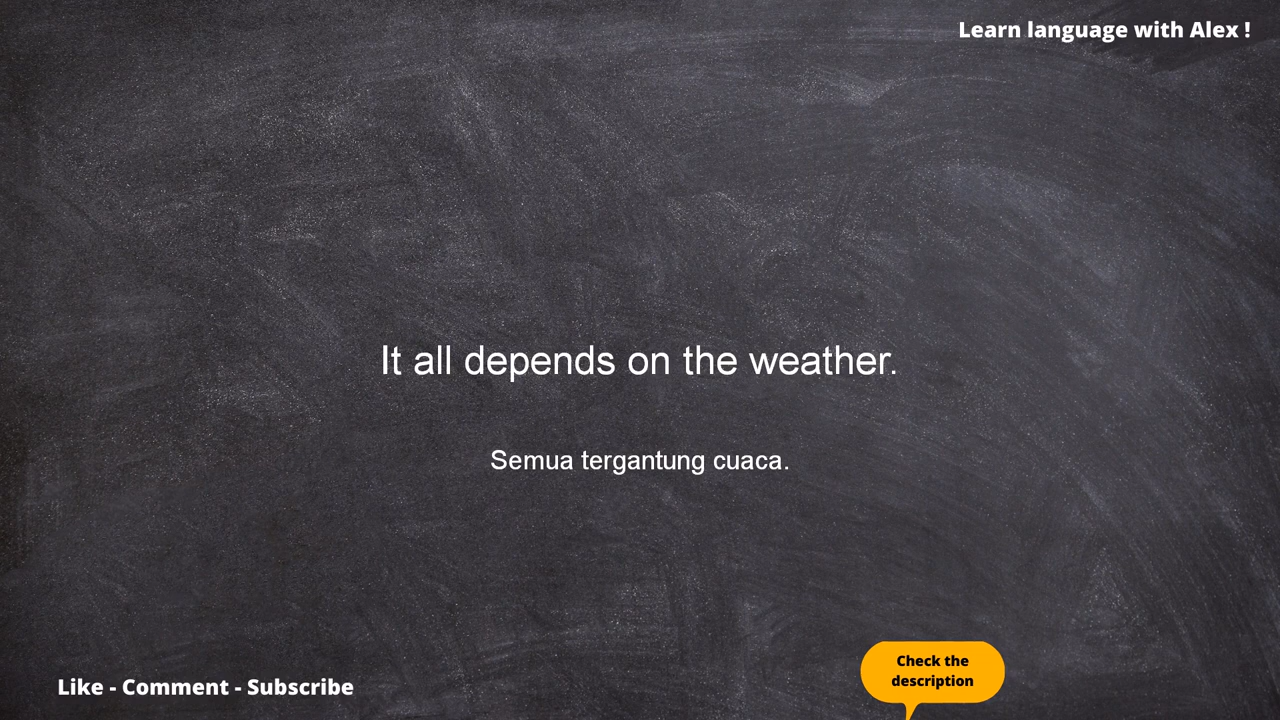 Learn language with Alex !
It all depends on the weather.
Semua tergantung cuaca.
Check the
description
Like - Comment - Subscribe